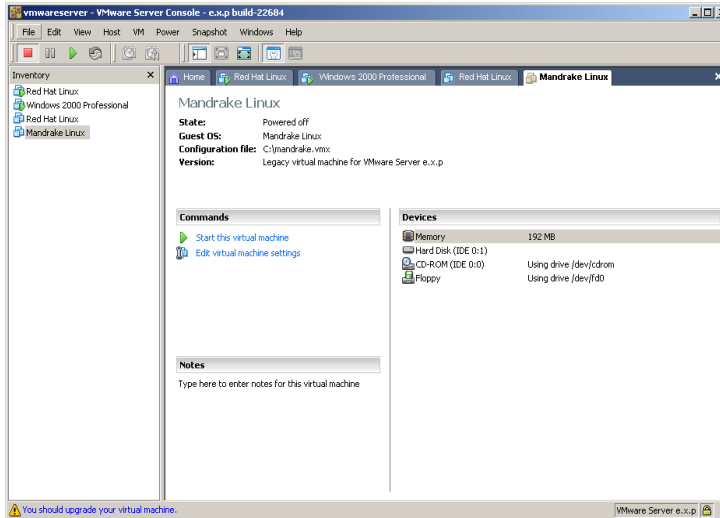 vmwareserver - VMware Server Console - e.x.p build-22684
File Edit View Host VM Power Snapshot Windows Help
Inventory
Red Hat Linux
Windows 2000 Professional
Red Hat Linux
Mandrake Linux
Home Red Hat Linux Windows 2000 Professional Red Hat Linux Mandrake Linux
Mandrake Linux
State: Powered off
Guest OS: Mandrake Linux
Configuration file: C:\mandrake.vmx
Version: Legacy virtual machine for VMware Server e.x.p
Commands
Start this virtual machine
Edit virtual machine settings
Devices
Memory 192 MB
Hard Disk (IDE 0:1)
CD-ROM (IDE 0:0) Using drive /dev/cdrom
Floppy Using drive /dev/fd0
Notes
Type here to enter notes for this virtual machine
You should upgrade your virtual machine.
VMware Server e.x.p